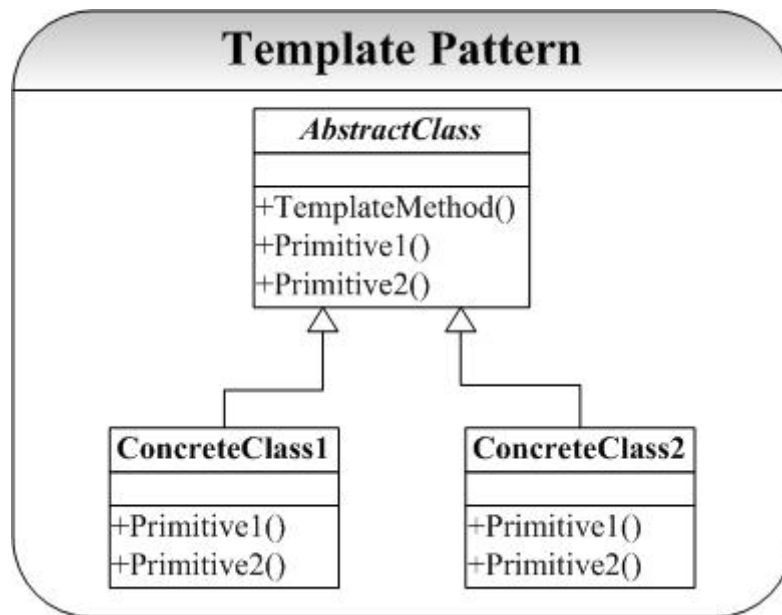 Template Pattern
AbstractClass
+TemplateMethod()
+Primitive1()
+Primitive2()
ConcreteClass1
+Primitive1()
+Primitive2()
ConcreteClass2
+Primitive1()
+Primitive2()